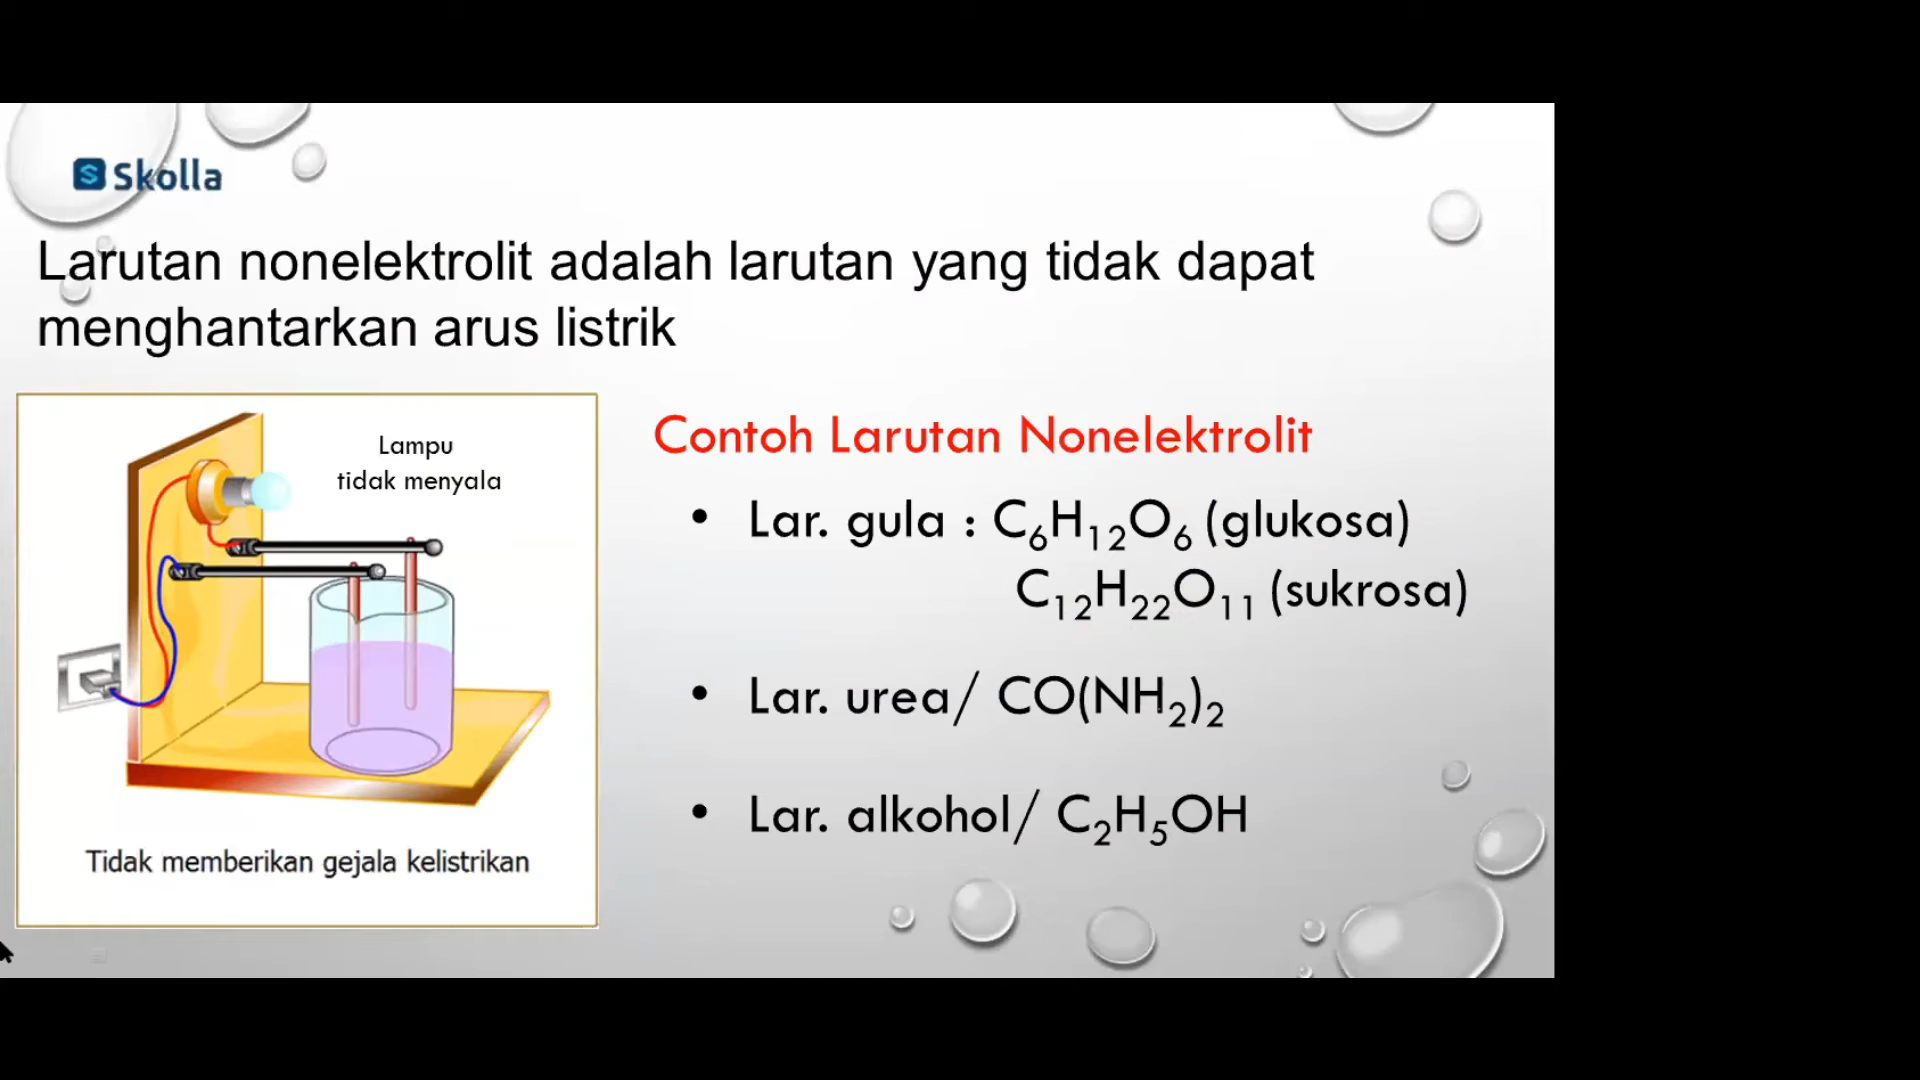 Skolla
Larutan nonelektrolit adalah larutan yang tidak dapat
menghantarkan arus listrik
Lampu
tidak menyala
Tidak memberikan gejala kelistrikan
Contoh Larutan Nonelektrolit
• Lar. gula : C₆H₁₂O₆ (glukosa)
C₁₂H₂₂O₁₁ (sukrosa)
• Lar. urea/ CO(NH₂)₂
• Lar. alkohol/ C₂H₅OH